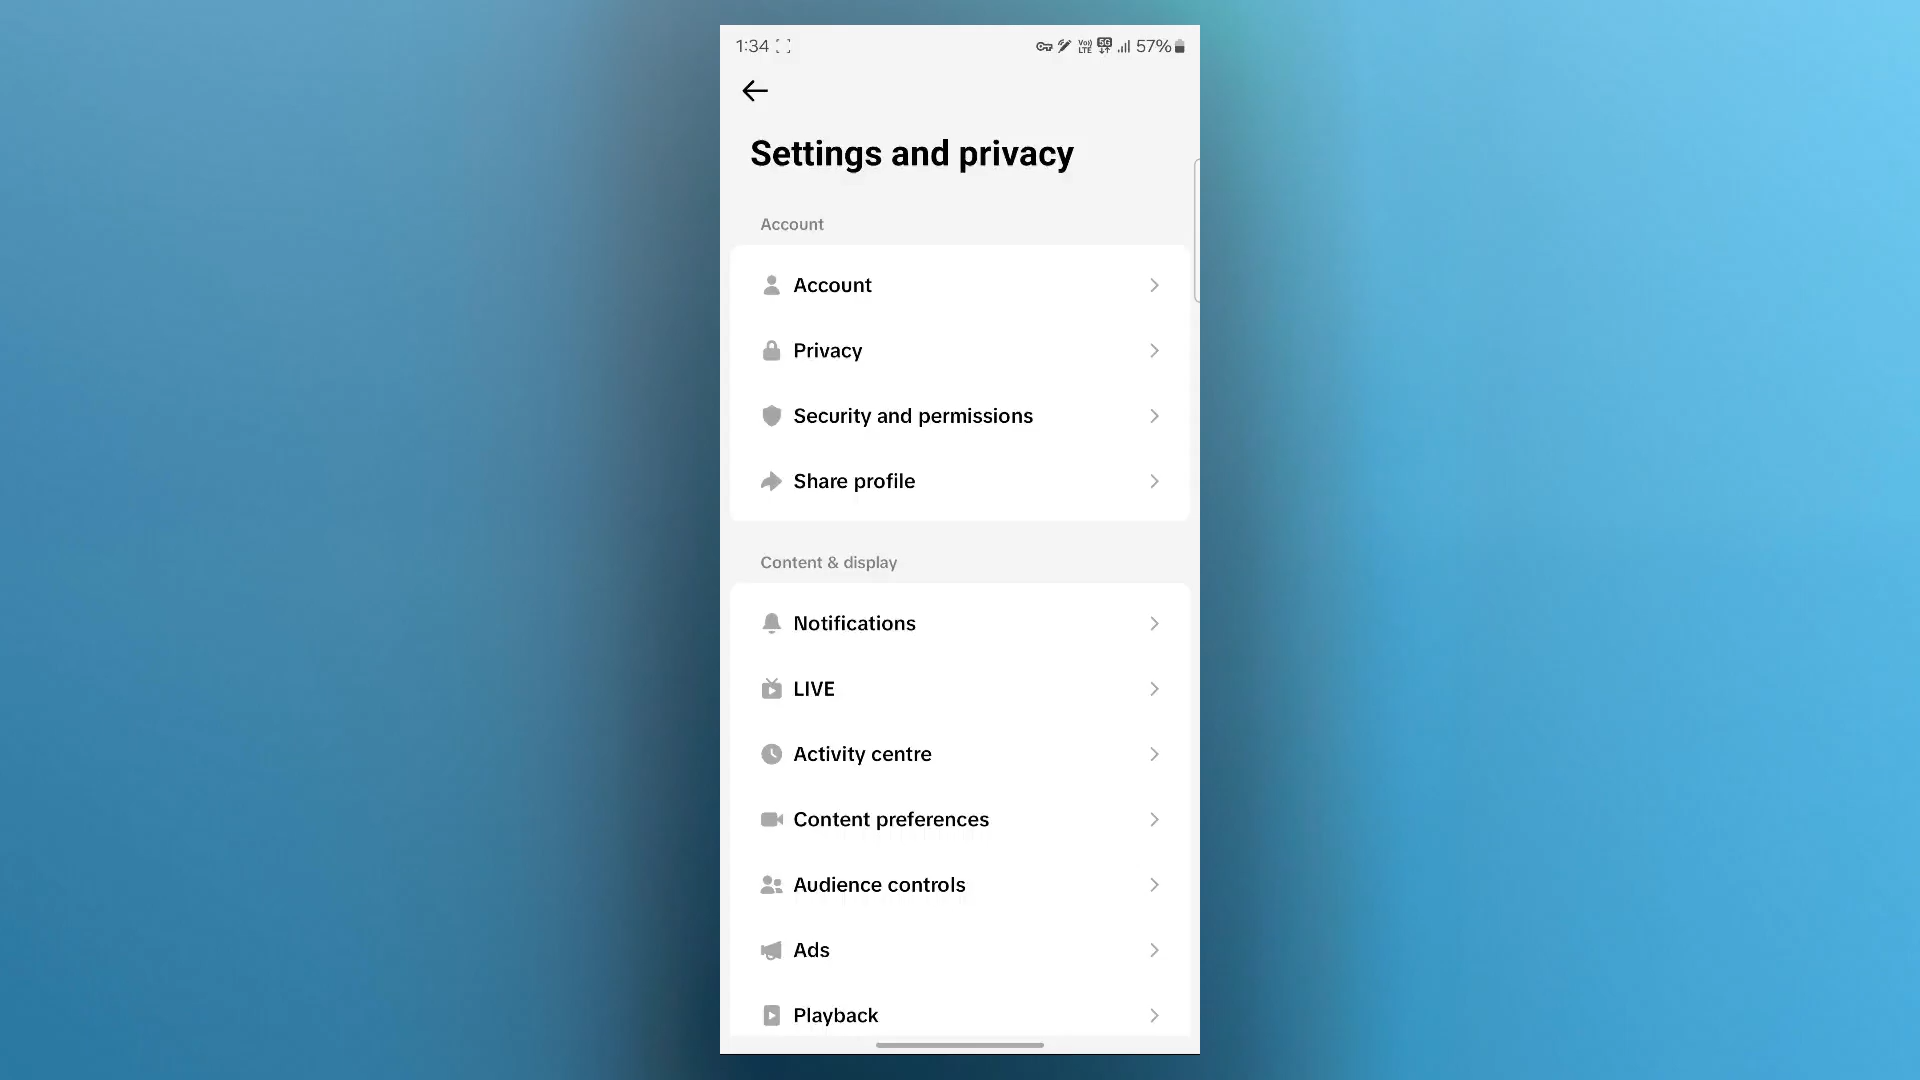 1:34 57%
Settings and privacy
Account
Account
Privacy
Security and permissions
Share profile
Content & display
Notifications
LIVE
Activity centre
Content preferences
Audience controls
Ads
Playback